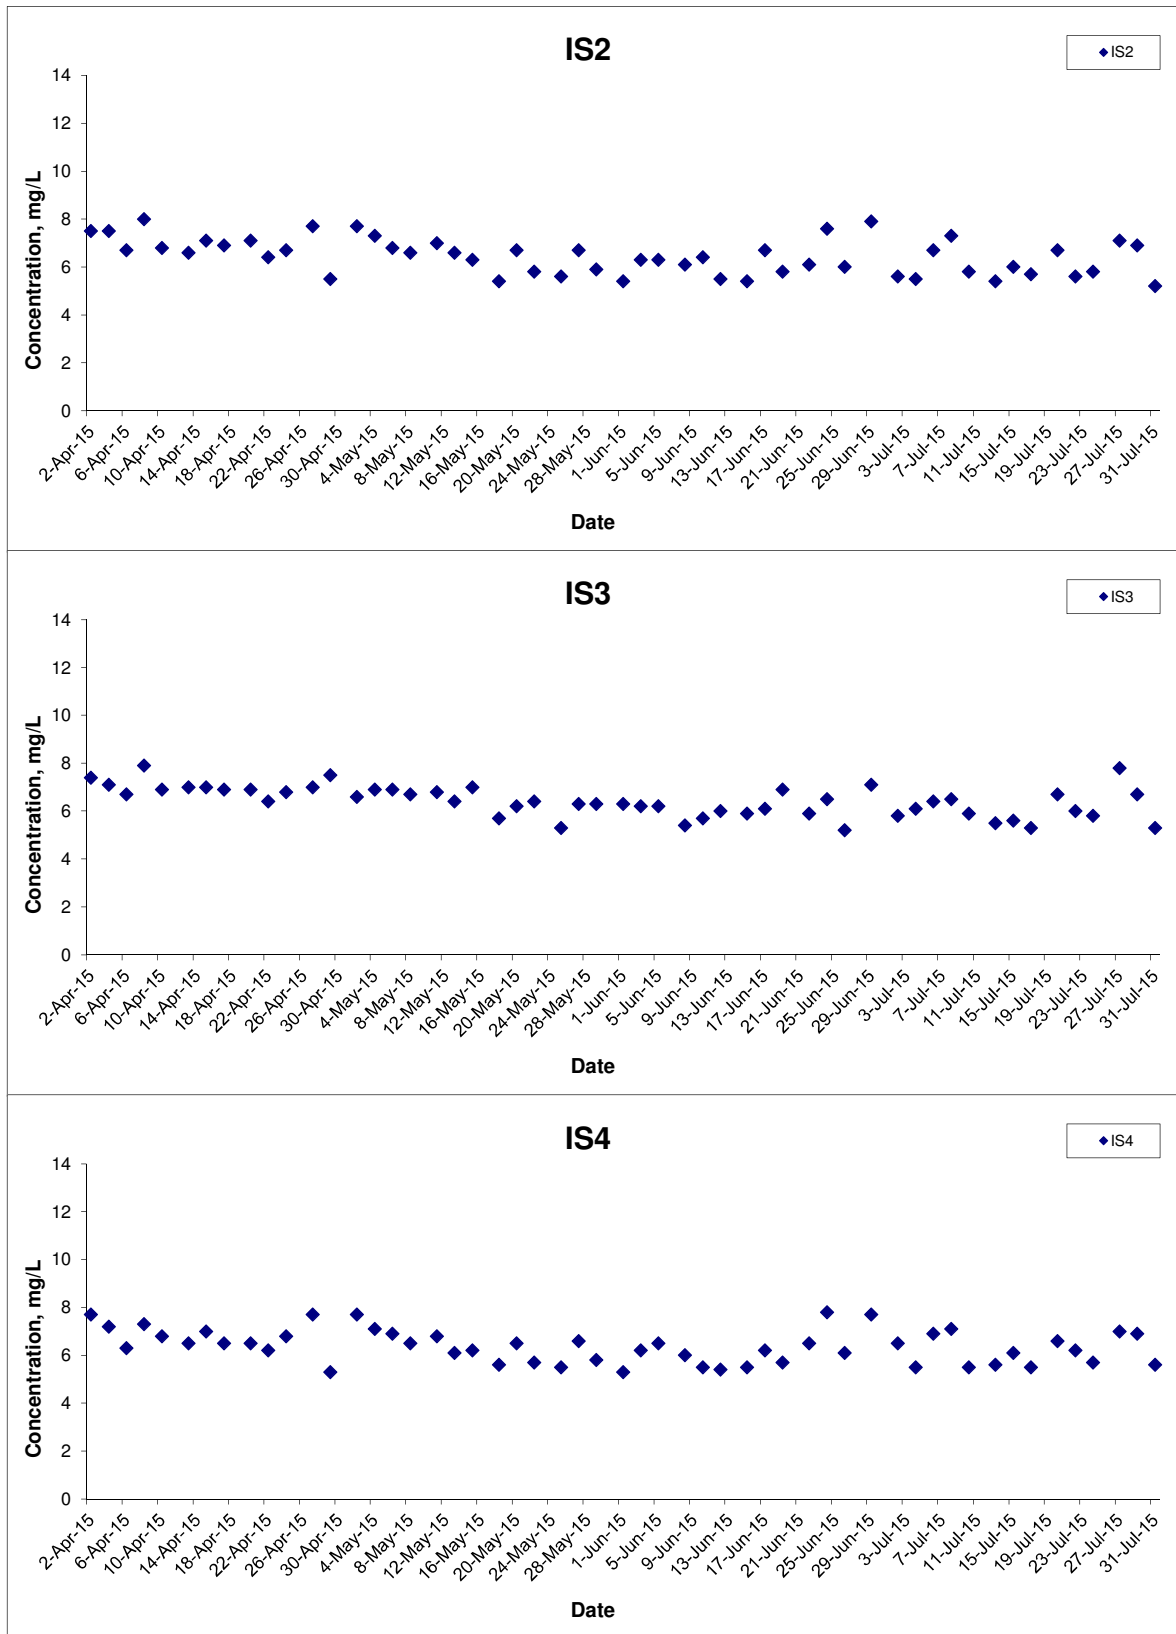 IS2
IS2
14
12
10
8
6
4
2
0
Concentration, mg/L
2-Apr-15
6-Apr-15
10-Apr-15
14-Apr-15
18-Apr-15
22-Apr-15
26-Apr-15
30-Apr-15
4-May-15
8-May-15
12-May-15
16-May-15
20-May-15
24-May-15
28-May-15
1-Jun-15
5-Jun-15
9-Jun-15
13-Jun-15
17-Jun-15
21-Jun-15
25-Jun-15
29-Jun-15
3-Jul-15
7-Jul-15
11-Jul-15
15-Jul-15
19-Jul-15
23-Jul-15
27-Jul-15
31-Jul-15
Date
IS3
IS3
14
12
10
8
6
4
2
0
Concentration, mg/L
2-Apr-15
6-Apr-15
10-Apr-15
14-Apr-15
18-Apr-15
22-Apr-15
26-Apr-15
30-Apr-15
4-May-15
8-May-15
12-May-15
16-May-15
20-May-15
24-May-15
28-May-15
1-Jun-15
5-Jun-15
9-Jun-15
13-Jun-15
17-Jun-15
21-Jun-15
25-Jun-15
29-Jun-15
3-Jul-15
7-Jul-15
11-Jul-15
15-Jul-15
19-Jul-15
23-Jul-15
27-Jul-15
31-Jul-15
Date
IS4
IS4
14
12
10
8
6
4
2
0
Concentration, mg/L
2-Apr-15
6-Apr-15
10-Apr-15
14-Apr-15
18-Apr-15
22-Apr-15
26-Apr-15
30-Apr-15
4-May-15
8-May-15
12-May-15
16-May-15
20-May-15
24-May-15
28-May-15
1-Jun-15
5-Jun-15
9-Jun-15
13-Jun-15
17-Jun-15
21-Jun-15
25-Jun-15
29-Jun-15
3-Jul-15
7-Jul-15
11-Jul-15
15-Jul-15
19-Jul-15
23-Jul-15
27-Jul-15
31-Jul-15
Date